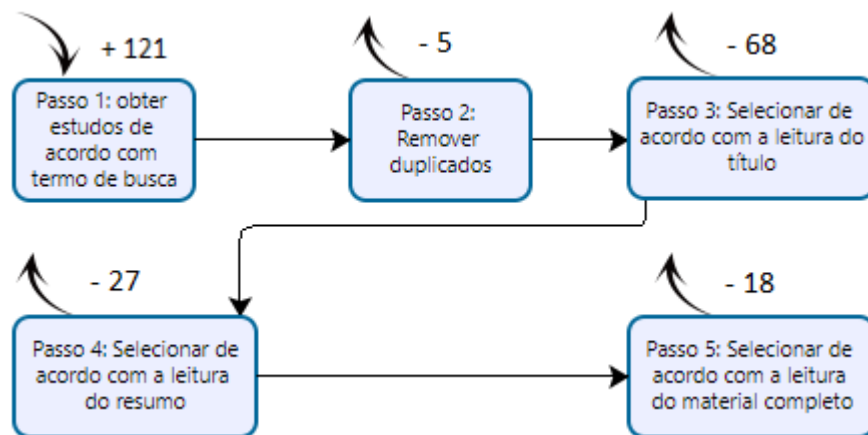 + 121
Passo 1: obter
estudos de
acordo com
termo de busca
- 5
Passo 2:
Remover
duplicados
- 68
Passo 3: Selecionar de
acordo com a leitura do
título
- 27
Passo 4: Selecionar de
acordo com a leitura
do resumo
- 18
Passo 5: Selecionar de
acordo com a leitura
do material completo